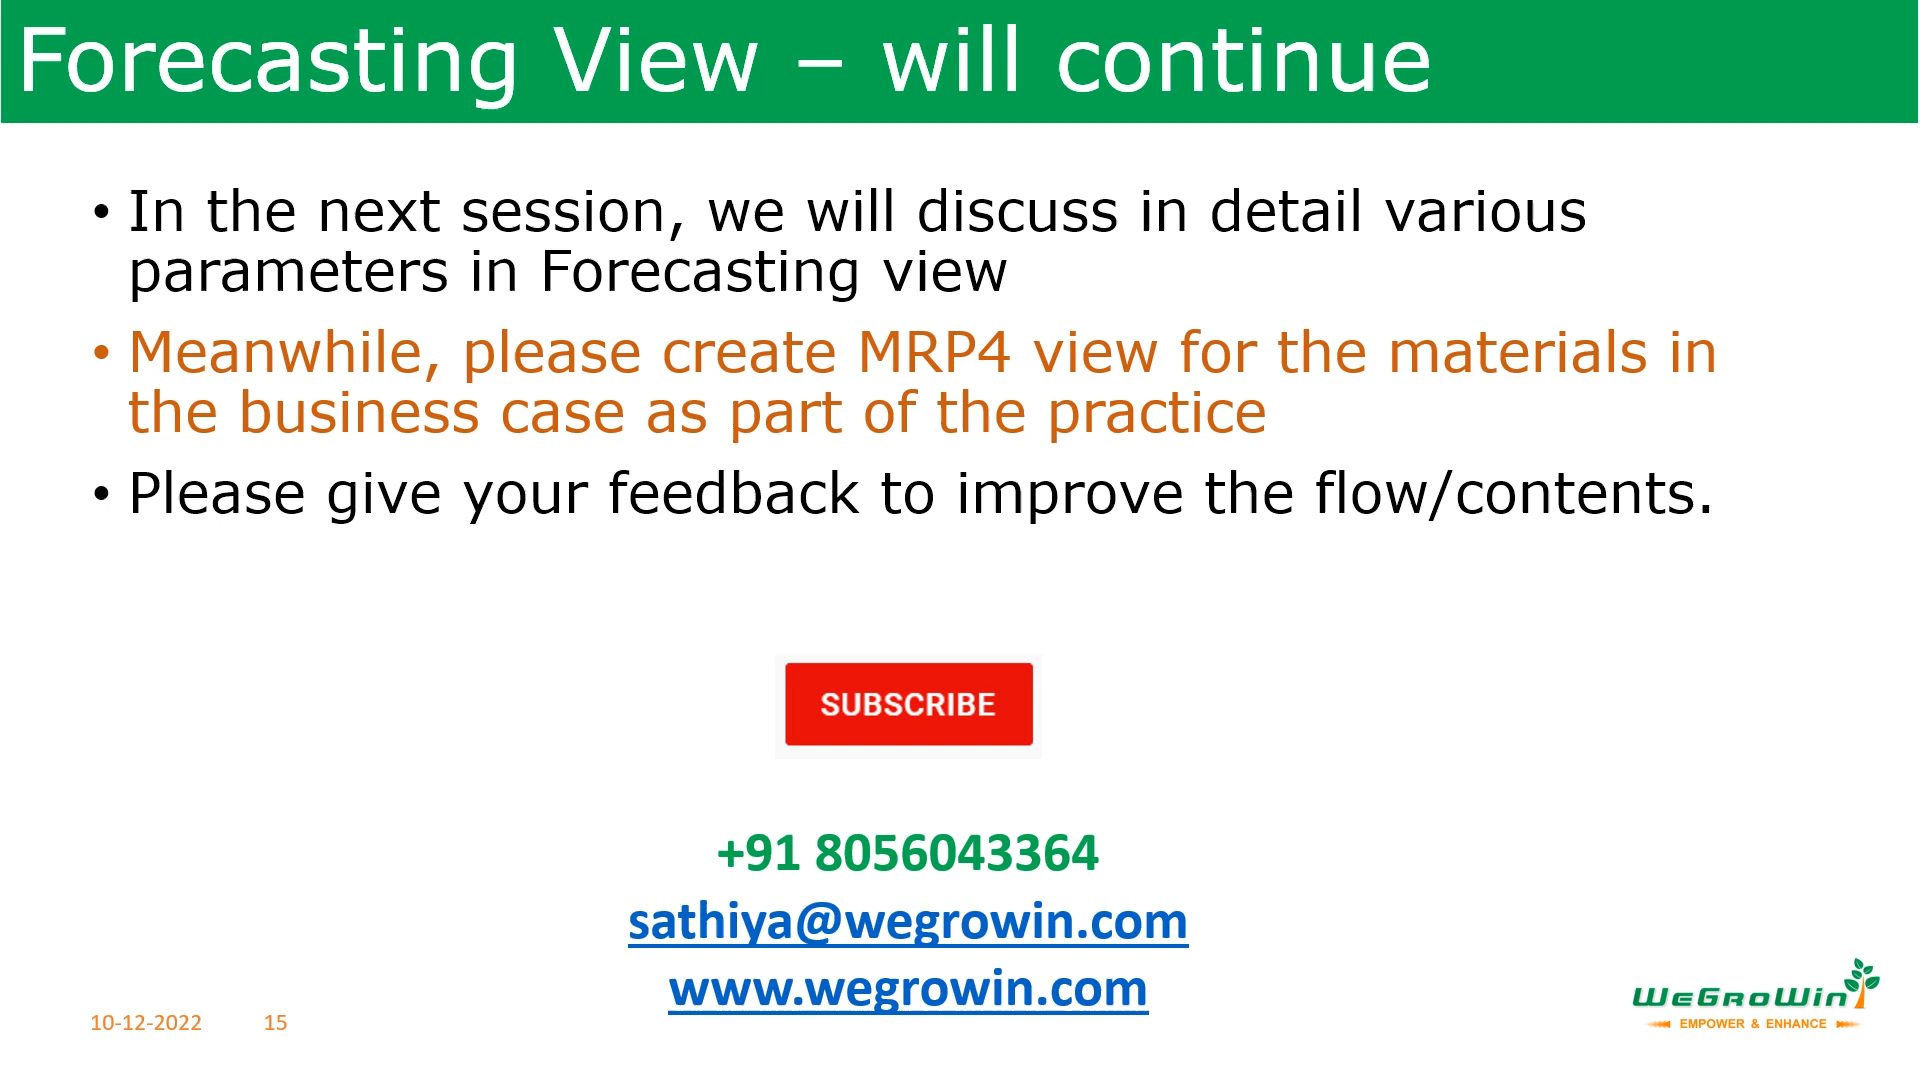 Forecasting View – will continue
• In the next session, we will discuss in detail various
parameters in Forecasting view
• Meanwhile, please create MRP4 view for the materials in
the business case as part of the practice
• Please give your feedback to improve the flow/contents.
SUBSCRIBE
+91 8056043364
sathiya@wegrowin.com
www.wegrowin.com
10-12-2022 15
WeGroWin
EMPOWER & ENHANCE